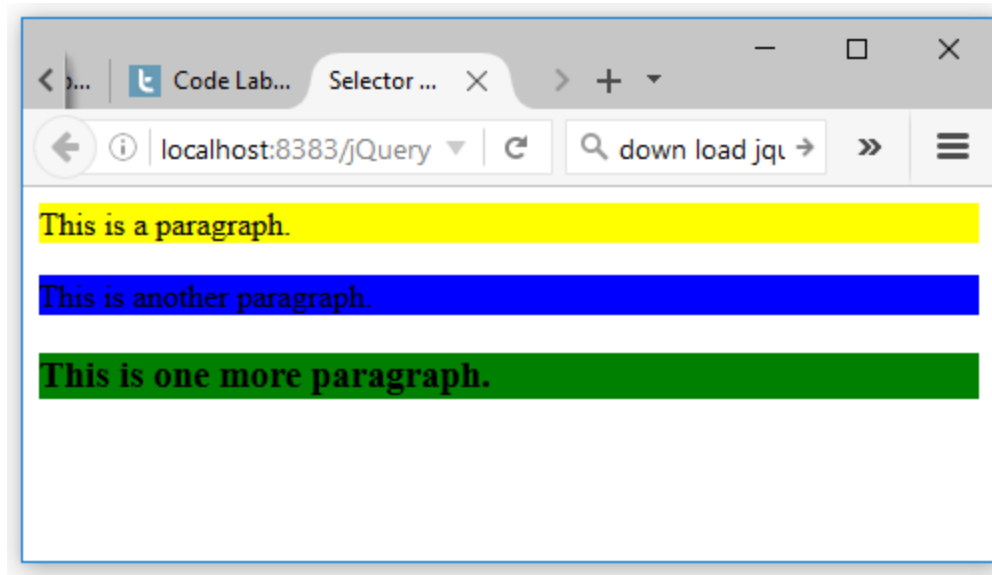 Code Lab... Selector ...
localhost:8383/jQuery down load jqu
This is a paragraph.
This is another paragraph.
This is one more paragraph.